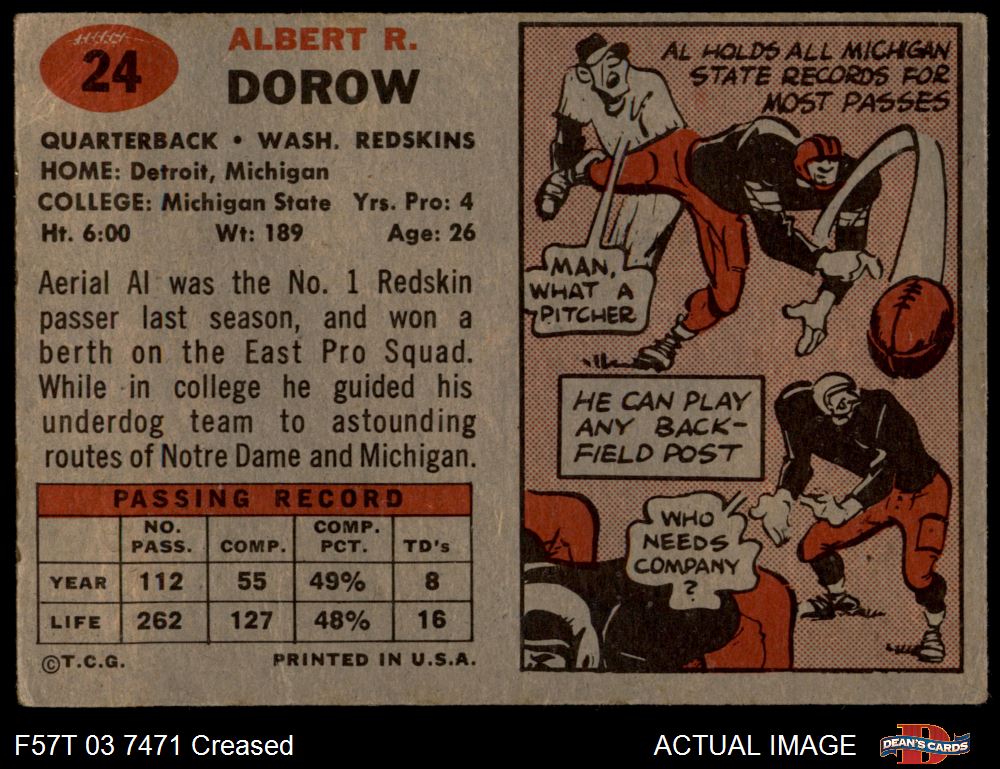 24
ALBERT R.
DOROW
QUARTERBACK • WASH. REDSKINS
HOME: Detroit, Michigan
COLLEGE: Michigan State Yrs. Pro: 4
Ht. 6:00 Wt: 189 Age: 26
Aerial Al was the No. 1 Redskin
passer last season, and won a
berth on the East Pro Squad.
While in college he guided his
underdog team to astounding
routes of Notre Dame and Michigan.
PASSING RECORD
NO. PASS. COMP. COMP. PCT. TD's
YEAR 112 55 49% 8
LIFE 262 127 48% 16
©T.C.G. PRINTED IN U.S.A.
AL HOLDS ALL MICHIGAN
STATE RECORDS FOR
MOST PASSES
MAN,
WHAT A
PITCHER
HE CAN PLAY
ANY BACK-
FIELD POST
WHO
NEEDS
COMPANY
?
F57T 03 7471 Creased
ACTUAL IMAGE
D
DEAN'S CARDS